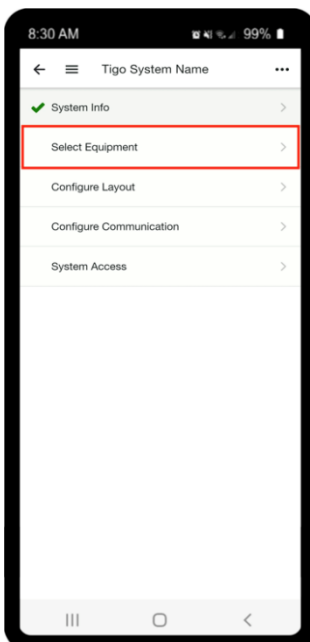 8:30 AM 99%
Tigo System Name
System Info
Select Equipment
Configure Layout
Configure Communication
System Access